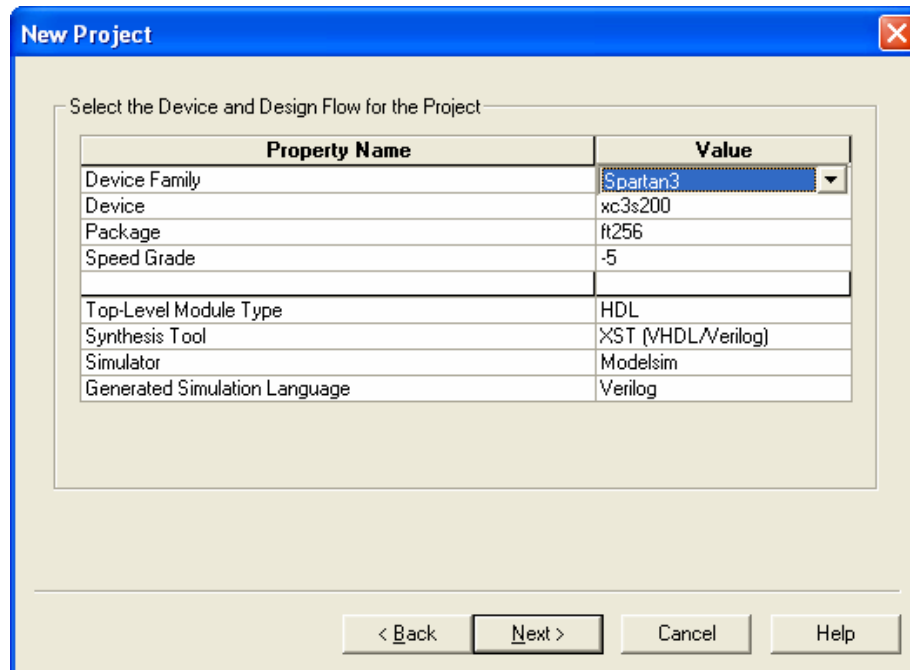 New Project
Select the Device and Design Flow for the Project
Property Name Value
Device Family Spartan3
Device xc3s200
Package ft256
Speed Grade -5
Top-Level Module Type HDL
Synthesis Tool XST (VHDL/Verilog)
Simulator Modelsim
Generated Simulation Language Verilog
< Back Next > Cancel Help